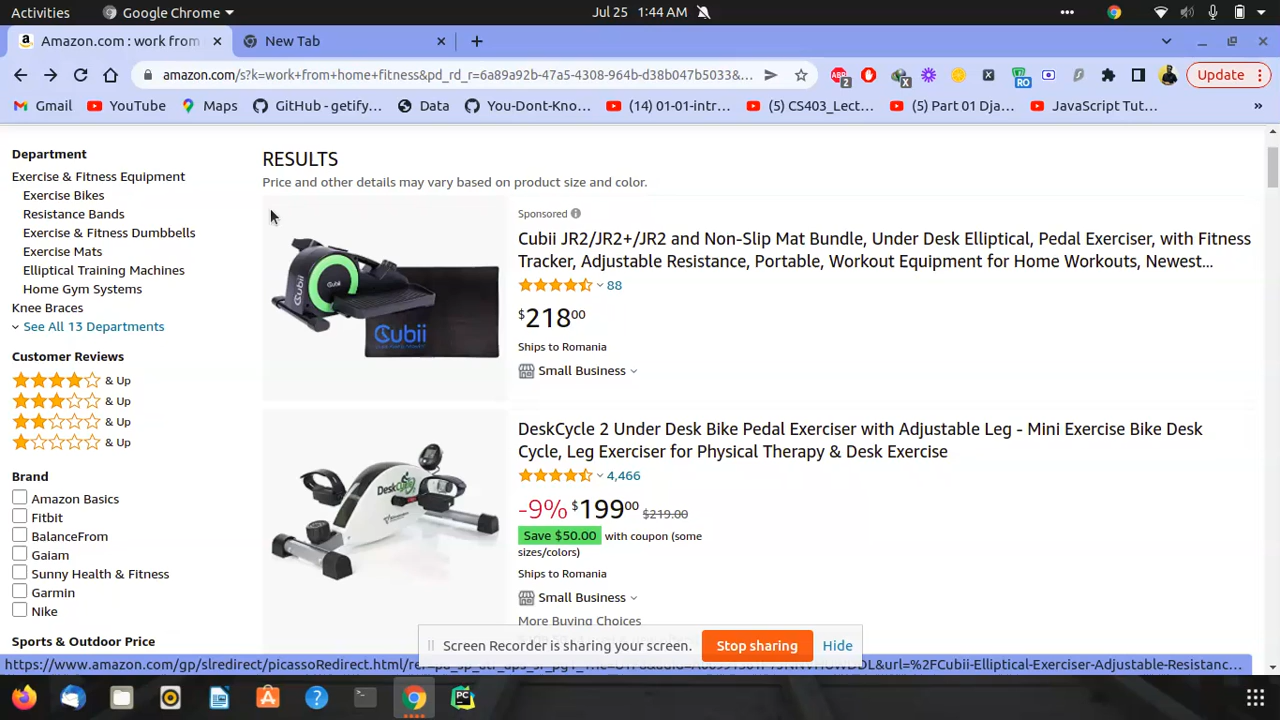 Activities
Google Chrome
Jul 25 1:44 AM
Amazon.com : work from
New Tab
amazon.com/s?k=work+from+home+fitness&pd_rd_r=6a89a92b-47a5-4308-964b-d38b047b5033&...
ABP
2
X
RO
Update
Gmail
YouTube
Maps
GitHub - getify...
Data
You-Dont-Kno...
(14) 01-01-intr...
(5) CS403_Lect...
(5) Part 01 Dja...
JavaScript Tut...
»
Department
Exercise & Fitness Equipment
Exercise Bikes
Resistance Bands
Exercise & Fitness Dumbbells
Exercise Mats
Elliptical Training Machines
Home Gym Systems
Knee Braces
See All 13 Departments
Customer Reviews
& Up
& Up
& Up
& Up
Brand
Amazon Basics
Fitbit
BalanceFrom
Gaiam
Sunny Health & Fitness
Garmin
Nike
Sports & Outdoor Price
RESULTS
Price and other details may vary based on product size and color.
Cubii
Cubii
Cubii
Sponsored
Cubii JR2/JR2+/JR2 and Non-Slip Mat Bundle, Under Desk Elliptical, Pedal Exerciser, with Fitness
Tracker, Adjustable Resistance, Portable, Workout Equipment for Home Workouts, Newest...
88
$21800
Ships to Romania
Small Business
DeskCycle
DeskCycle 2 Under Desk Bike Pedal Exerciser with Adjustable Leg - Mini Exercise Bike Desk
Cycle, Leg Exerciser for Physical Therapy & Desk Exercise
4,466
-9% $19900 $219.00
Save $50.00 with coupon (some
sizes/colors)
Ships to Romania
Small Business
More Buying Choices
Screen Recorder is sharing your screen.
Stop sharing
Hide
PC